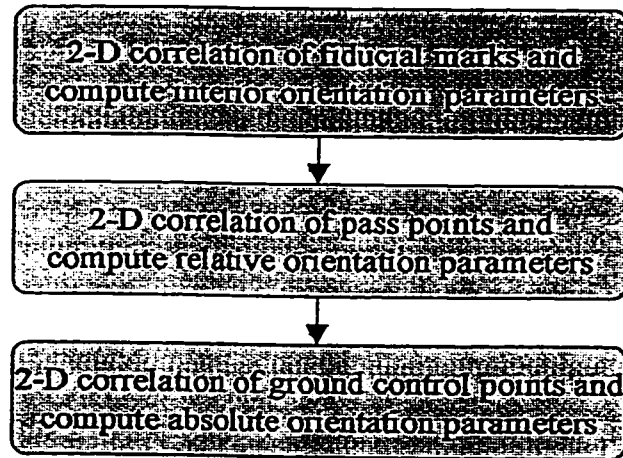 2-D correlation of fiducial marks and
compute interior orientation parameters
2-D correlation of pass points and
compute relative orientation parameters
2-D correlation of ground control points and
compute absolute orientation parameters